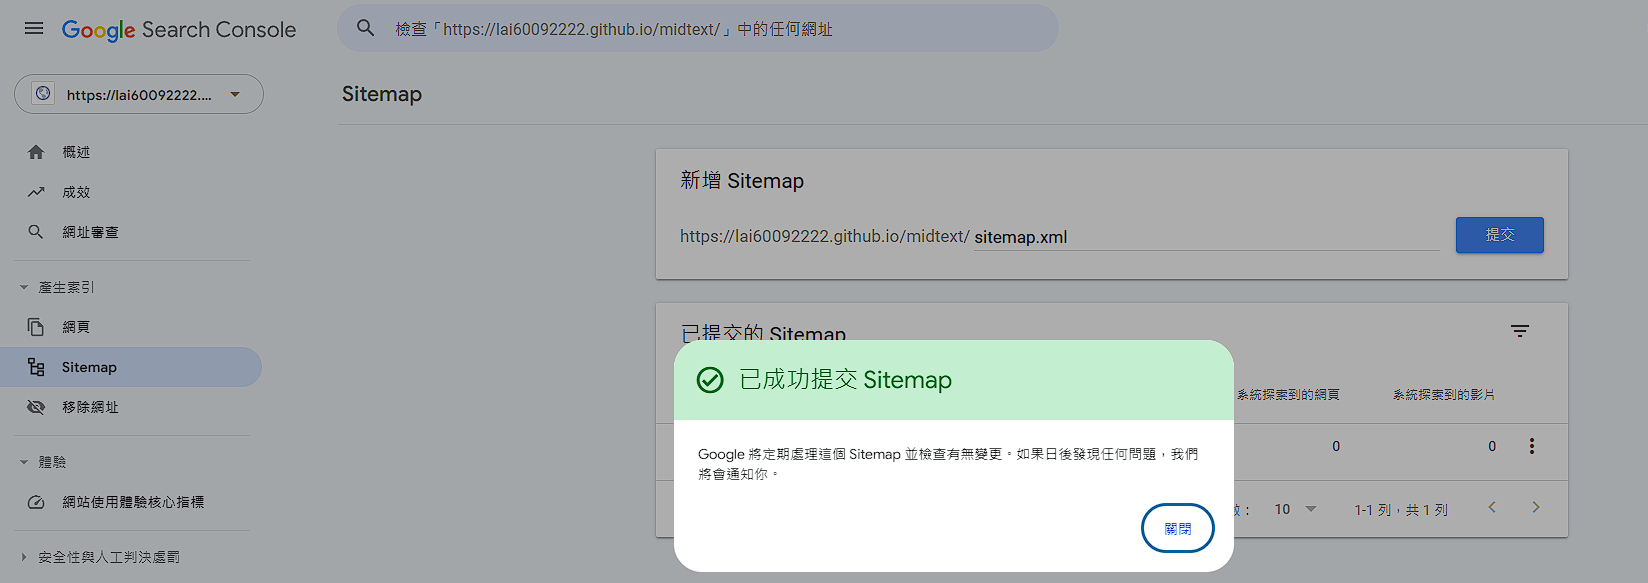 Google Search Console
檢查「https://lai60092222.github.io/midtext/」中的任何網址
https://lai60092222....
Sitemap
概述
成效
網址審查
產生索引
網頁
Sitemap
移除網址
體驗
網站使用體驗核心指標
安全性與人工判決處罰
新增 Sitemap
https://lai60092222.github.io/midtext/ sitemap.xml
提交
已提交的 Sitemap
系統探索到的網頁 系統探索到的影片
0 0
: 10 1-1 列，共 1 列
已成功提交 Sitemap
Google 將定期處理這個 Sitemap 並檢查有無變更。如果日後發現任何問題，我們
將會通知你。
關閉